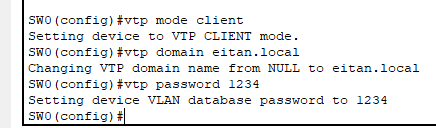 SW0(config)#vtp mode client
Setting device to VTP CLIENT mode.
SW0(config)#vtp domain eitan.local
Changing VTP domain name from NULL to eitan.local
SW0(config)#vtp password 1234
Setting device VLAN database password to 1234
SW0(config)#